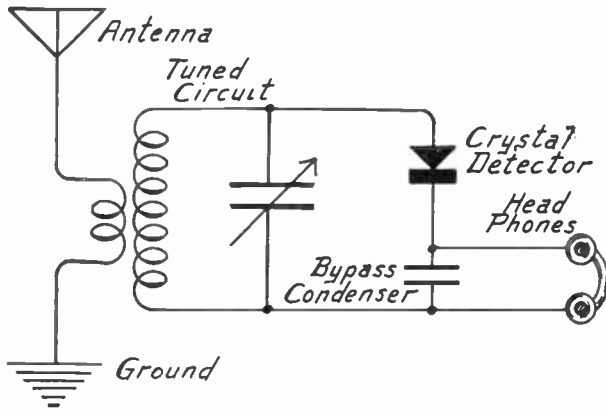 Antenna
Tuned
Circuit
Crystal
Detector
Head
Phones
Bypass
Condenser
Ground